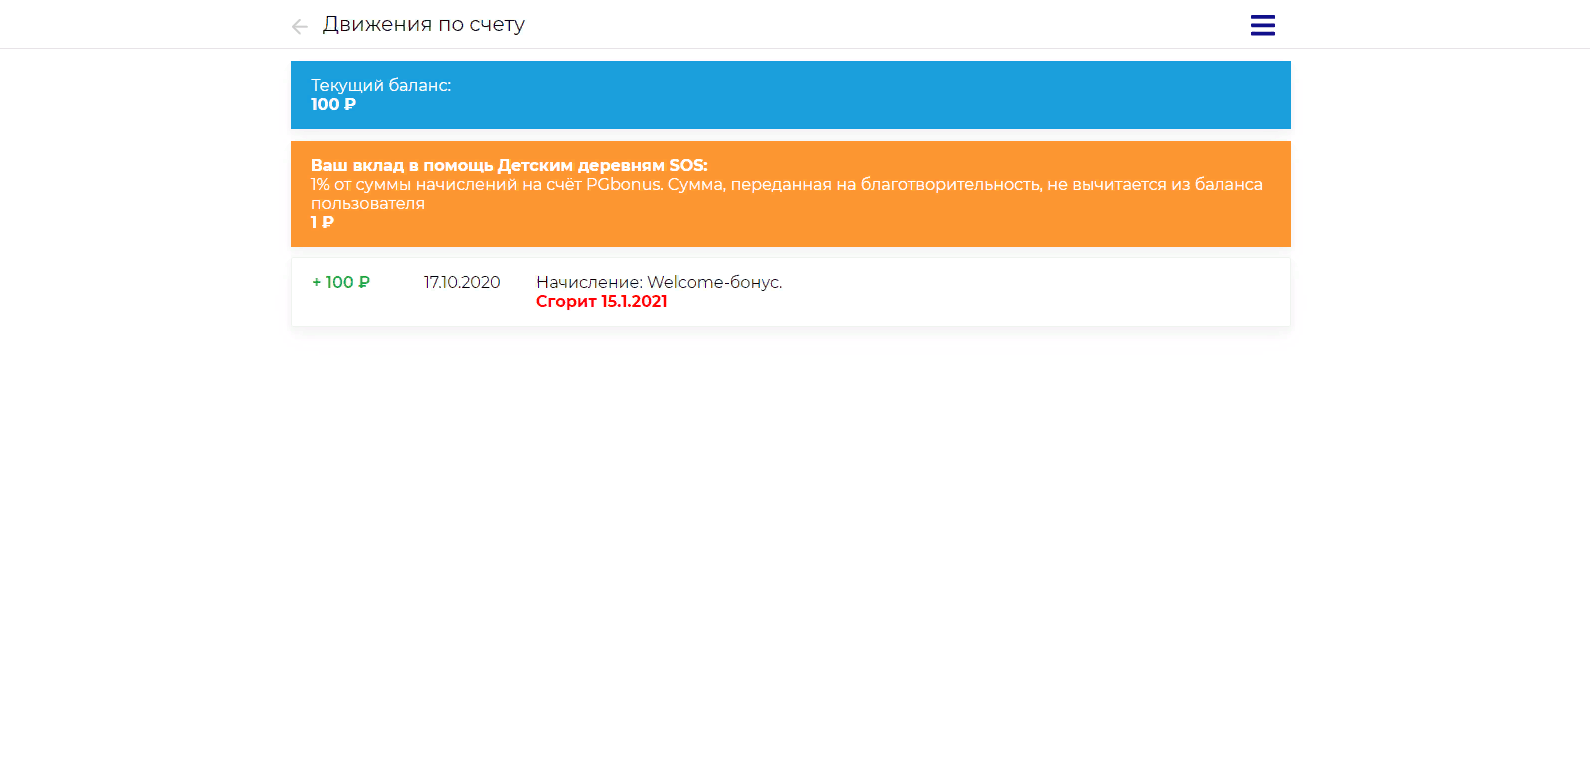 Движения по счету
Текущий баланс:
100 ₽
Ваш вклад в помощь Детским деревням SOS:
1% от суммы начислений на счёт PGbonus. Сумма, переданная на благотворительность, не вычитается из баланса
пользователя
1 ₽
+ 100 ₽ 17.10.2020 Начисление: Welcome-бонус.
Сгорит 15.1.2021